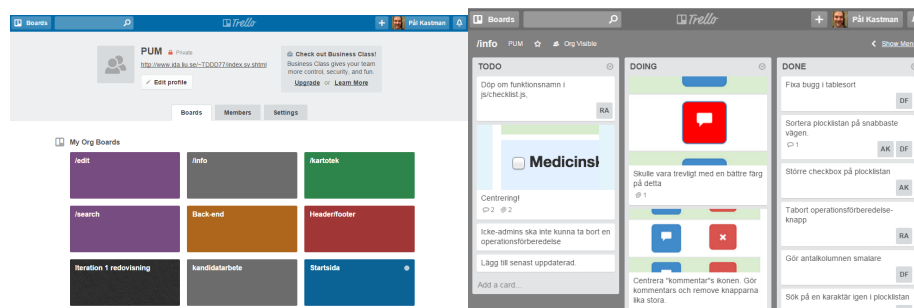 Boards
Trello
Pål Kastman
PUM Private
http://www.ida.liu.se/~TDDD77/index.sv.shtml
Edit profile
Check out Business Class!
Business Class gives your team
more control, security, and fun.
Upgrade or Learn More
Boards Members Settings
My Org Boards
/edit
/info
/kartotek
/search
Back-end
Header/footer
Iteration 1 redovisning
kandidatarbete
Startsida
Boards
Trello
Pål Kastman
/info PUM Org Visible
Show Men
TODO
Döp om funktionsnamn i
js/checklist.js,
RA
Medicinsk
Centrering!
2 2
Icke-admins ska inte kunna ta bort en
operationsförberedelse
Lägg till senast uppdaterad.
Add a card...
DOING
Skulle vara trevligt med en bättre färg
på detta
1
Centrera "kommentar"s ikonen. Gör
kommentars och remove knapparna
lika stora.
DONE
Fixa bugg i tablesort
DF
Sortera plocklistan på snabbaste
vägen.
1
AK DF
Större checkbox på plocklistan
AK
Tabort operationsförberedelse-
knapp
RA
Gör antalkolumnen smalare
DF
Sök på en karaktär igen i plocklistan